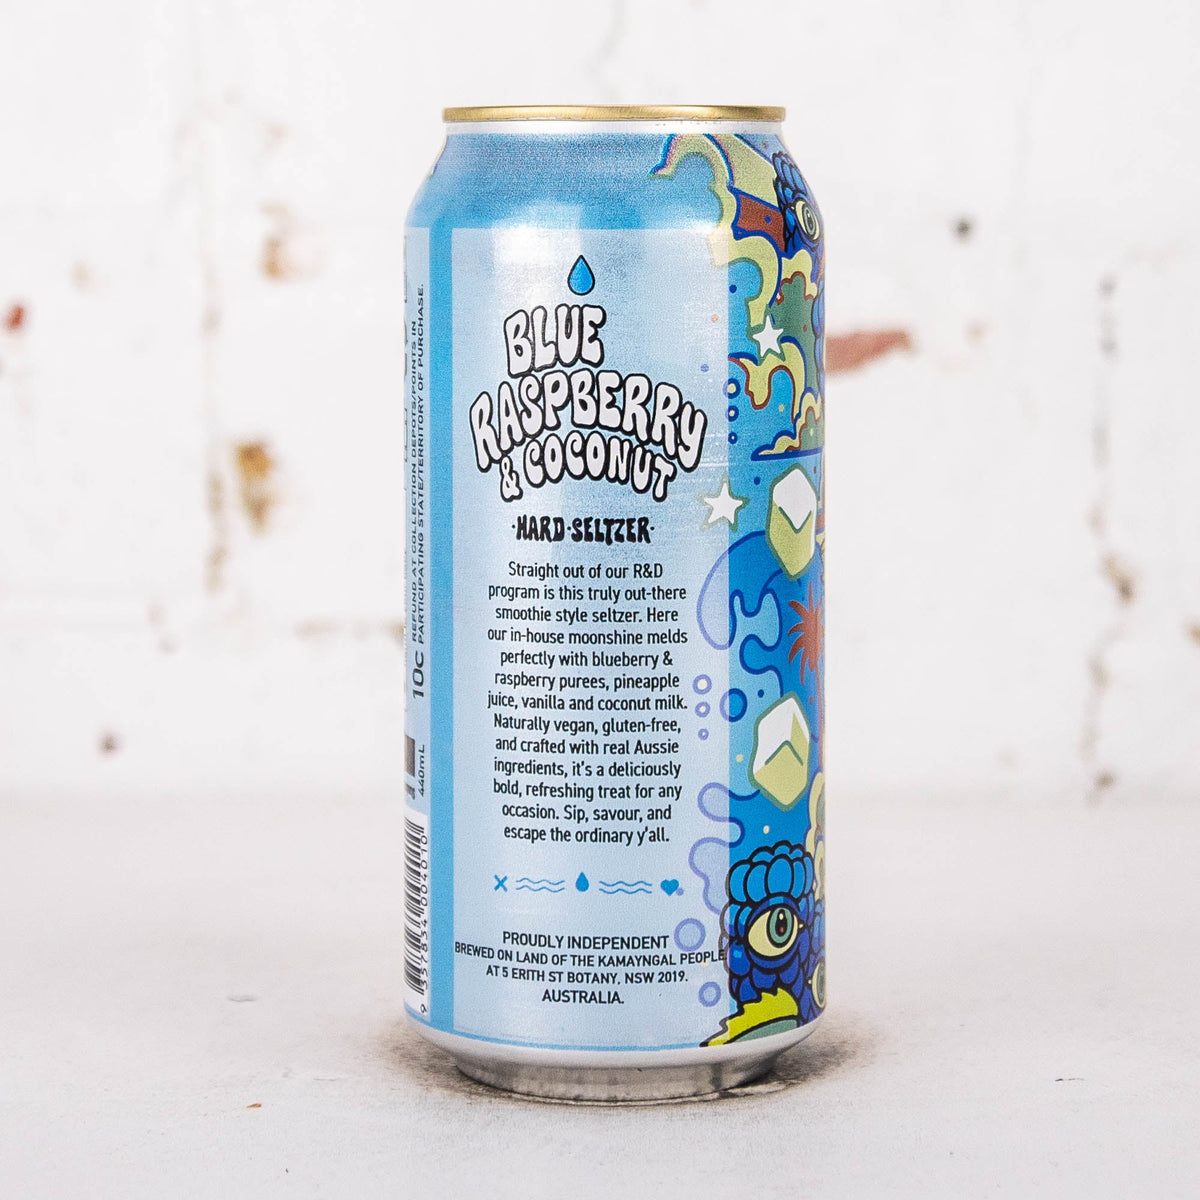 BLUE
RASPBERRY
& COCONUT
·HARD·SELTZER·
Straight out of our R&D
program is this truly out-there
smoothie style seltzer. Here
our in-house moonshine melds
perfectly with blueberry &
raspberry purees, pineapple
juice, vanilla and coconut milk.
Naturally vegan, gluten-free,
and crafted with real Aussie
ingredients, it's a deliciously
bold, refreshing treat for any
occasion. Sip, savour, and
escape the ordinary y'all.
PROUDLY INDEPENDENT
BREWED ON LAND OF THE KAMAYNGAL PEOPLE
AT 5 ERITH ST BOTANY, NSW 2019.
AUSTRALIA.
10c REFUND AT COLLECTION DEPOTS/POINTS IN
PARTICIPATING STATE/TERRITORY OF PURCHASE.
440mL
9 357834 004010